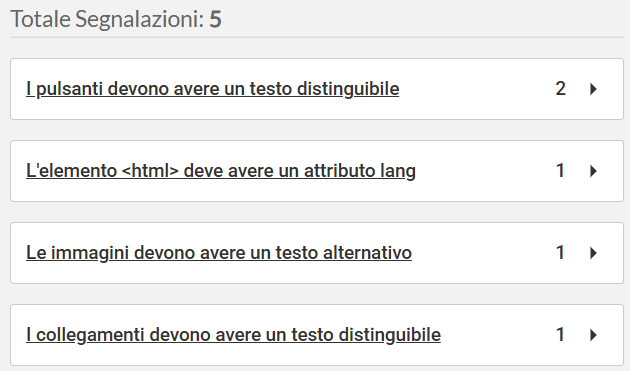 Totale Segnalazioni: 5
I pulsanti devono avere un testo distinguibile 2
L'elemento <html> deve avere un attributo lang 1
Le immagini devono avere un testo alternativo 1
I collegamenti devono avere un testo distinguibile 1